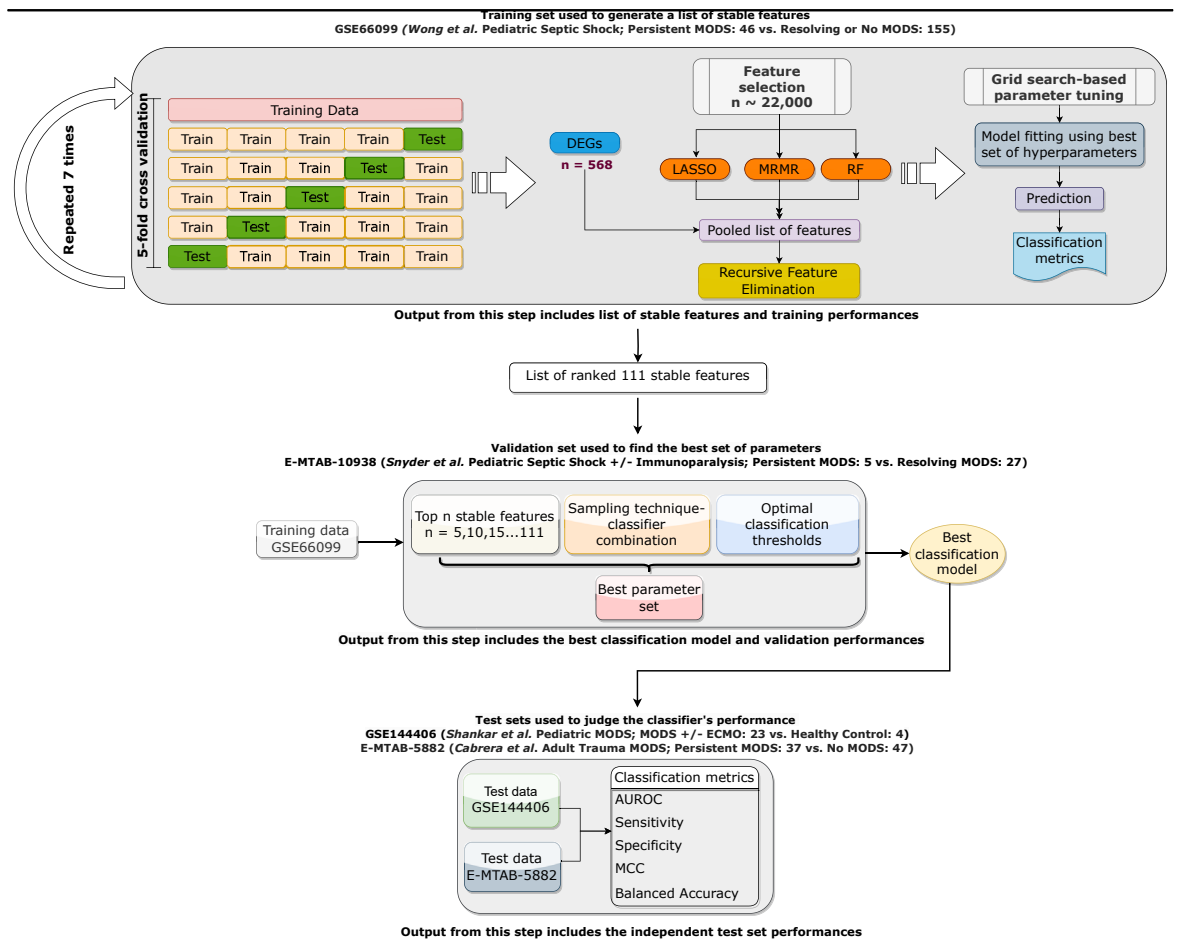 Training set used to generate a list of stable features
GSE66099 (Wong et al. Pediatric Septic Shock; Persistent MODS: 46 vs. Resolving or No MODS: 155)
Repeated 7 times
5-fold cross validation
Training Data
Train Train Train Train Test
Train Train Train Test Train
Train Train Test Train Train
Train Test Train Train Train
Test Train Train Train Train
DEGs
n = 568
Feature
selection
n ~ 22,000
LASSO
MRMR
RF
Pooled list of features
Recursive Feature
Elimination
Grid search-based
parameter tuning
Model fitting using best
set of hyperparameters
Prediction
Classification
metrics
Output from this step includes list of stable features and training performances
List of ranked 111 stable features
Validation set used to find the best set of parameters
E-MTAB-10938 (Snyder et al. Pediatric Septic Shock +/- Immunoparalysis; Persistent MODS: 5 vs. Resolving MODS: 27)
Training data
GSE66099
Top n stable features
n = 5,10,15...111
Sampling technique-
classifier
combination
Optimal
classification
thresholds
Best parameter
set
Best
classification
model
Output from this step includes the best classification model and validation performances
Test sets used to judge the classifier's performance
GSE144406 (Shankar et al. Pediatric MODS; MODS +/- ECMO: 23 vs. Healthy Control: 4)
E-MTAB-5882 (Cabrera et al. Adult Trauma MODS; Persistent MODS: 37 vs. No MODS: 47)
Test data
GSE144406
Test data
E-MTAB-5882
Classification metrics
AUROC
Sensitivity
Specificity
MCC
Balanced Accuracy
Output from this step includes the independent test set performances